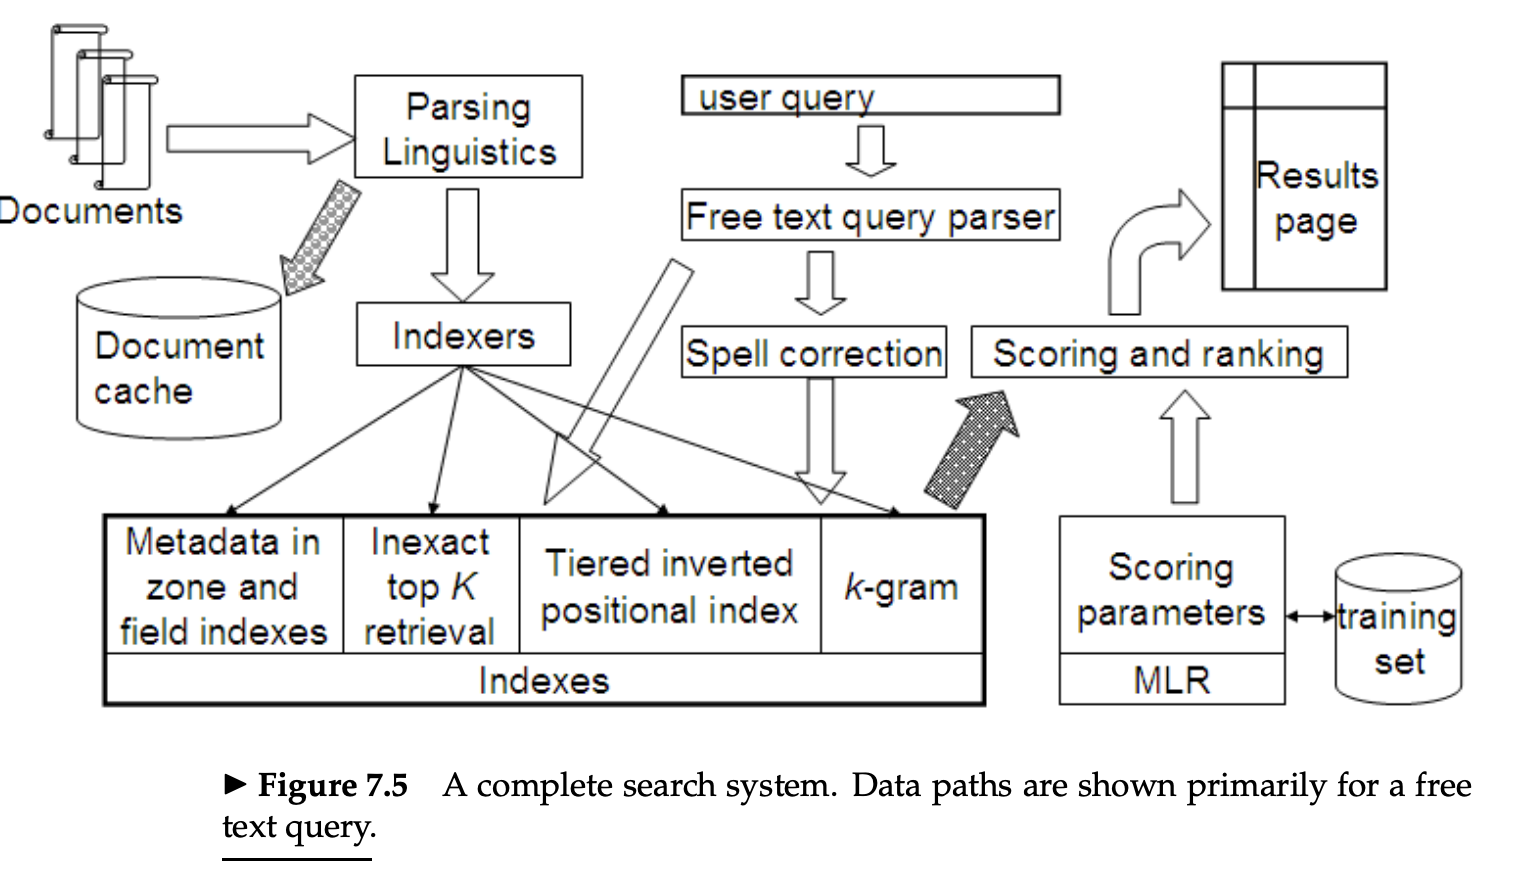 Documents
Parsing
Linguistics
Document
cache
Indexers
user query
Free text query parser
Spell correction
Scoring and ranking
Results
page
Metadata in
zone and
field indexes
Inexact
top K
retrieval
Tiered inverted
positional index
k-gram
Indexes
Scoring
parameters
MLR
training
set
▶ Figure 7.5 A complete search system. Data paths are shown primarily for a free
text query.